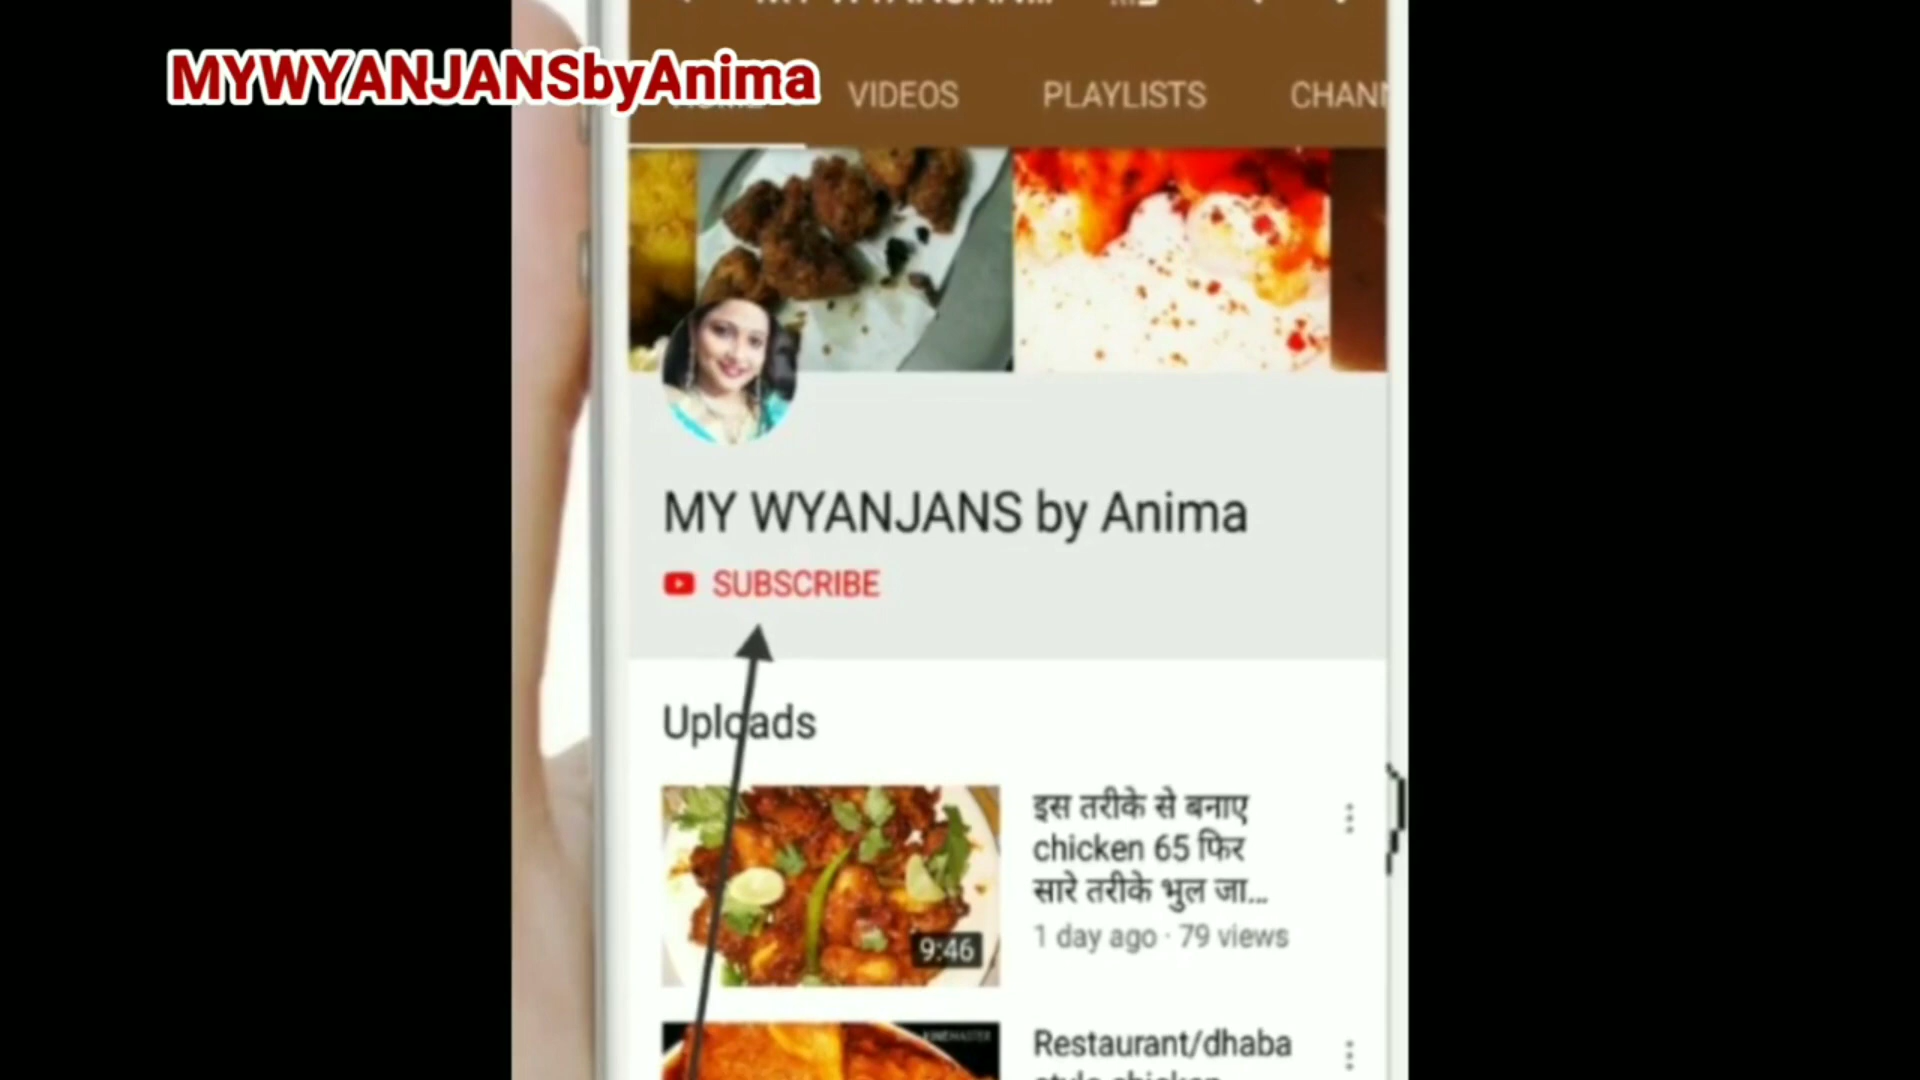 MYWYANJANSbyAnima
VIDEOS
PLAYLISTS
MY WYANJANS by Anima
SUBSCRIBE
Uploads
इस तरीके से बनाए
chicken 65 फिर
सारे तरीके भुल जा...
1 day ago · 79 views
9:46
Restaurant/dhaba